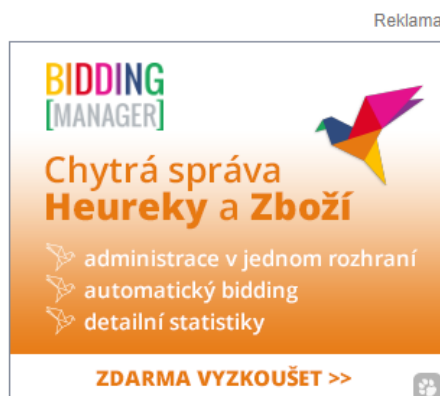 Reklama
BIDDING
[MANAGER]
Chytrá správa
Heureky a Zboží
administrace v jednom rozhraní
automatický bidding
detailní statistiky
ZDARMA VYZKOUŠET >>